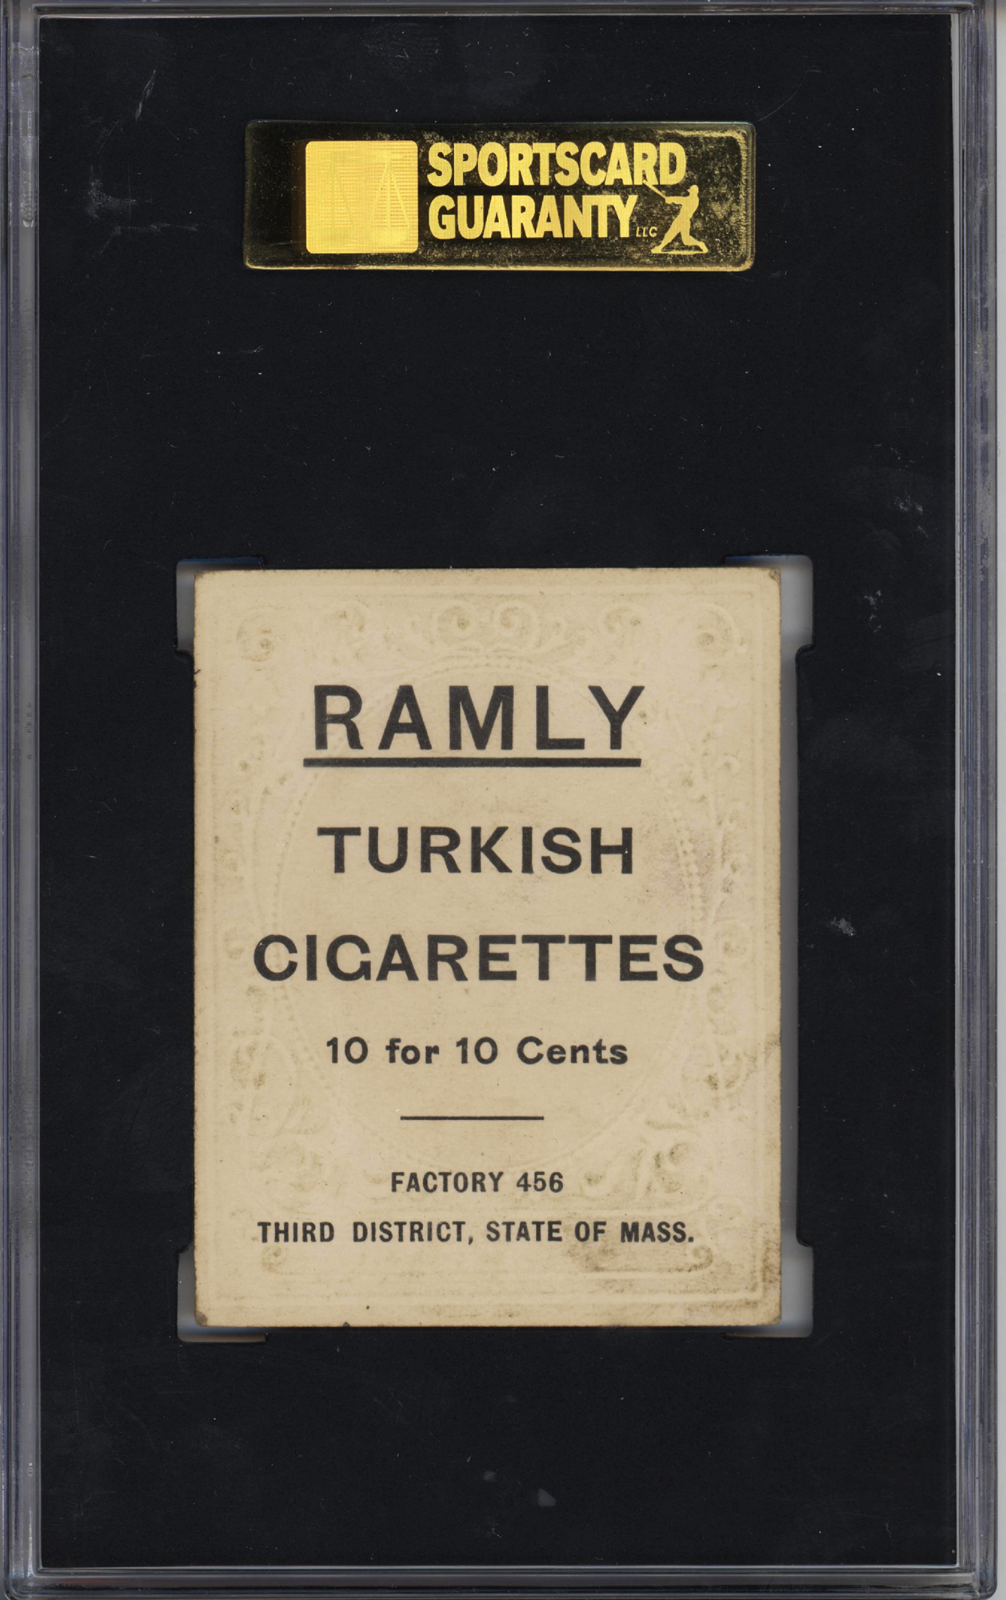 SPORTSCARD
GUARANTY LLC
RAMLY
TURKISH
CIGARETTES
10 for 10 Cents
FACTORY 456
THIRD DISTRICT, STATE OF MASS.